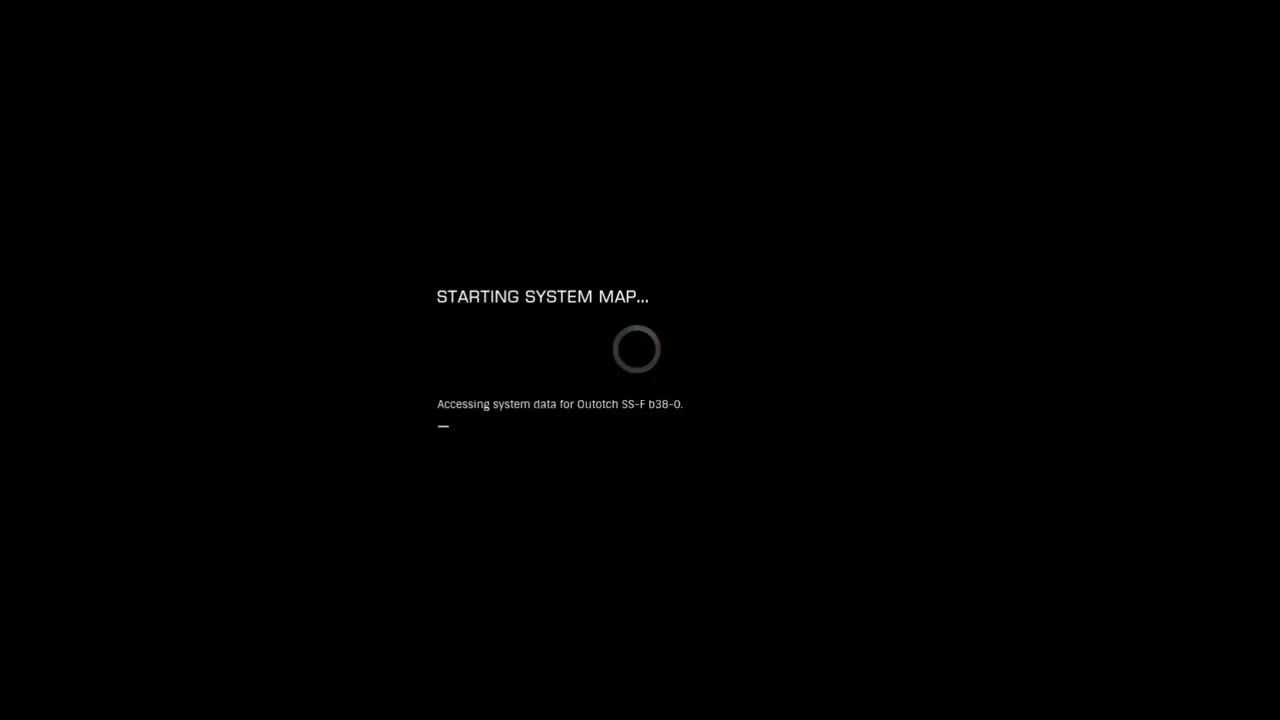 STARTING SYSTEM MAP...
Accessing system data for Outotch SS-F b38-0.